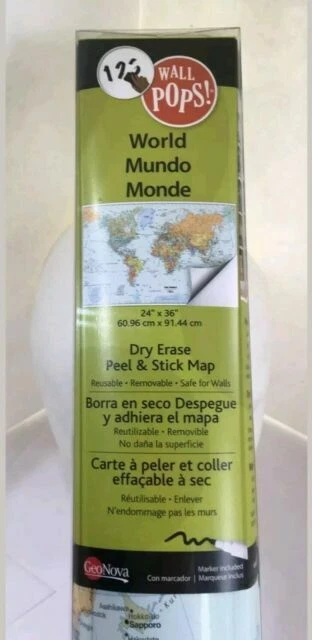 123
WALL
POPS!
World
Mundo
Monde
24" x 36"
60.96 cm x 91.44 cm
Dry Erase
Peel & Stick Map
Reusable • Removable • Safe for Walls
Borra en seco Despegue
y adhiera el mapa
Reutilizable • Removible
No daña la superficie
Carte à peler et coller
effaçable à sec
Réutilisable • Enlever
N'endommage pas les murs
GeoNova
Marker included
Con marcador | Marqueur inclus
Hokkaido
Sapporo